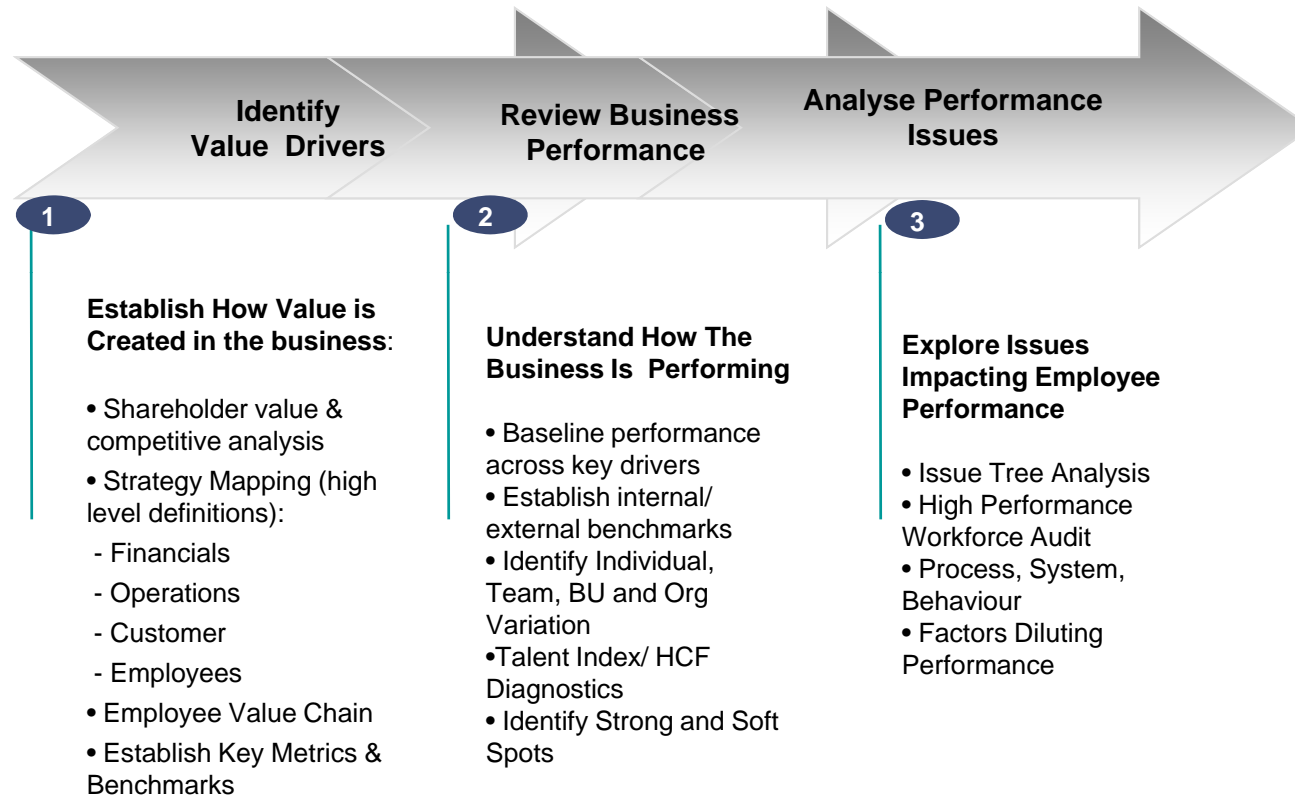 Identify
Value Drivers
Review Business
Performance
Analyse Performance
Issues
1
2
3
Establish How Value is
Created in the business:
• Shareholder value &
competitive analysis
• Strategy Mapping (high
level definitions):
- Financials
- Operations
- Customer
- Employees
• Employee Value Chain
• Establish Key Metrics &
Benchmarks
Understand How The
Business Is Performing
• Baseline performance
across key drivers
• Establish internal/
external benchmarks
• Identify Individual,
Team, BU and Org
Variation
•Talent Index/ HCF
Diagnostics
• Identify Strong and Soft
Spots
Explore Issues
Impacting Employee
Performance
• Issue Tree Analysis
• High Performance
Workforce Audit
• Process, System,
Behaviour
• Factors Diluting
Performance